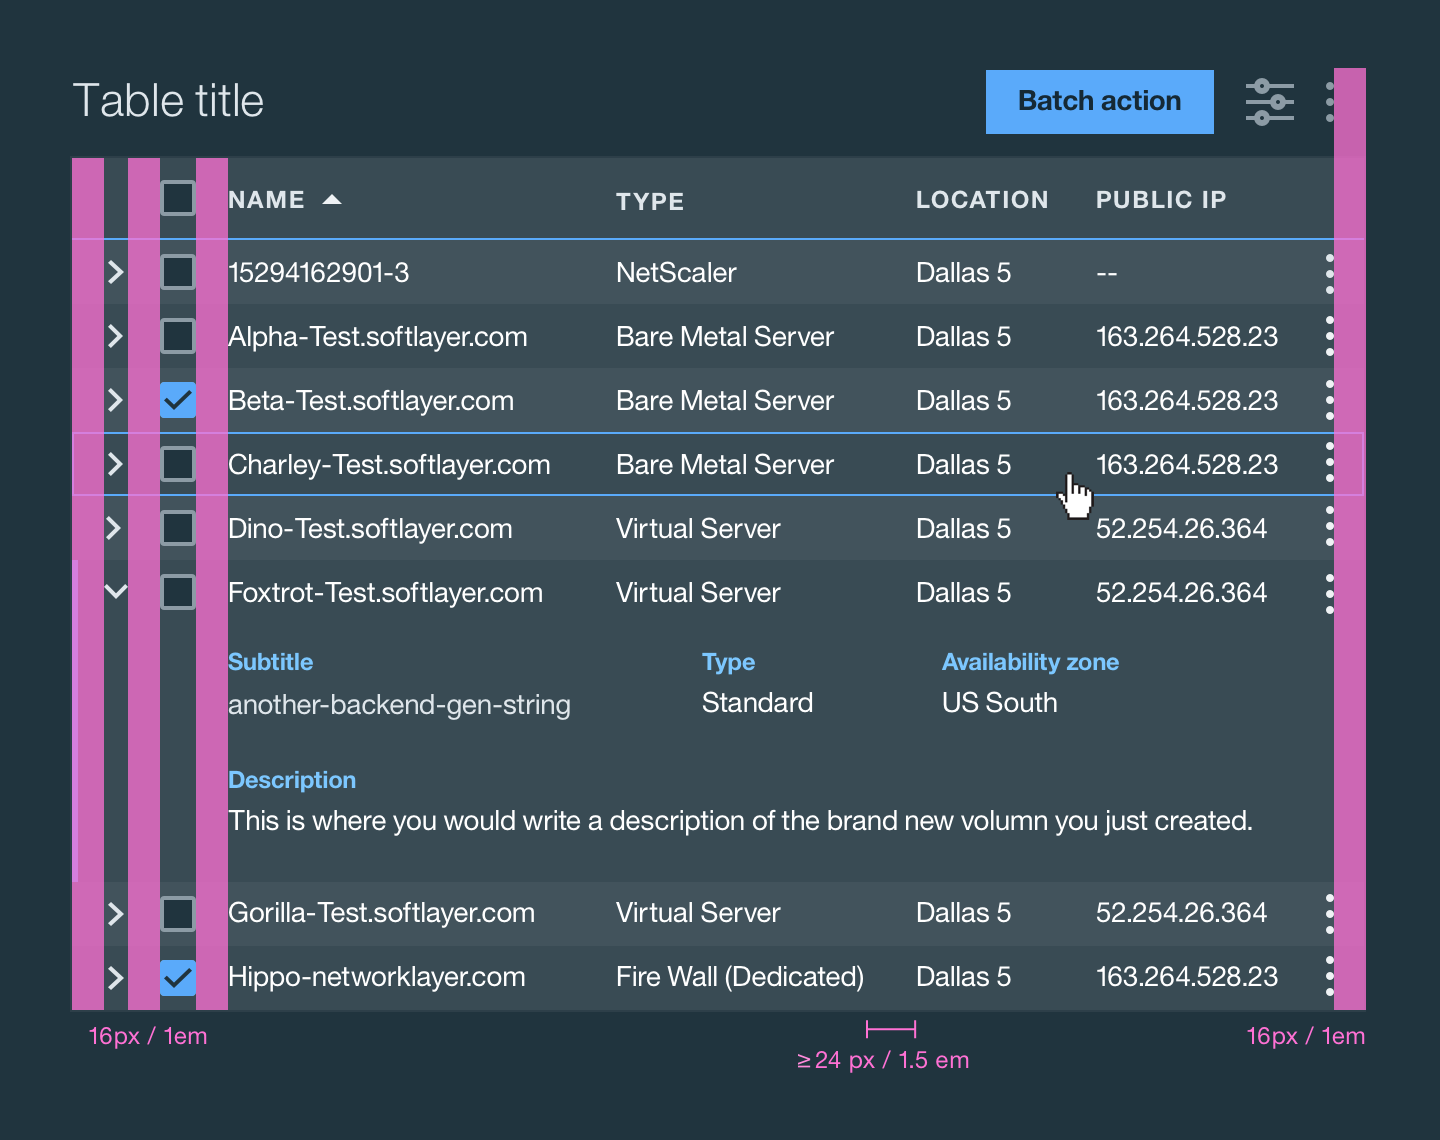 Table title
Batch action
NAME TYPE LOCATION PUBLIC IP
15294162901-3 NetScaler Dallas 5 --
Alpha-Test.softlayer.com Bare Metal Server Dallas 5 163.264.528.23
Beta-Test.softlayer.com Bare Metal Server Dallas 5 163.264.528.23
Charley-Test.softlayer.com Bare Metal Server Dallas 5 163.264.528.23
Dino-Test.softlayer.com Virtual Server Dallas 5 52.254.26.364
Foxtrot-Test.softlayer.com Virtual Server Dallas 5 52.254.26.364
Subtitle Type Availability zone
another-backend-gen-string Standard US South
Description
This is where you would write a description of the brand new volumn you just created.
Gorilla-Test.softlayer.com Virtual Server Dallas 5 52.254.26.364
Hippo-networklayer.com Fire Wall (Dedicated) Dallas 5 163.264.528.23
16px / 1em 16px / 1em
≥24 px / 1.5 em